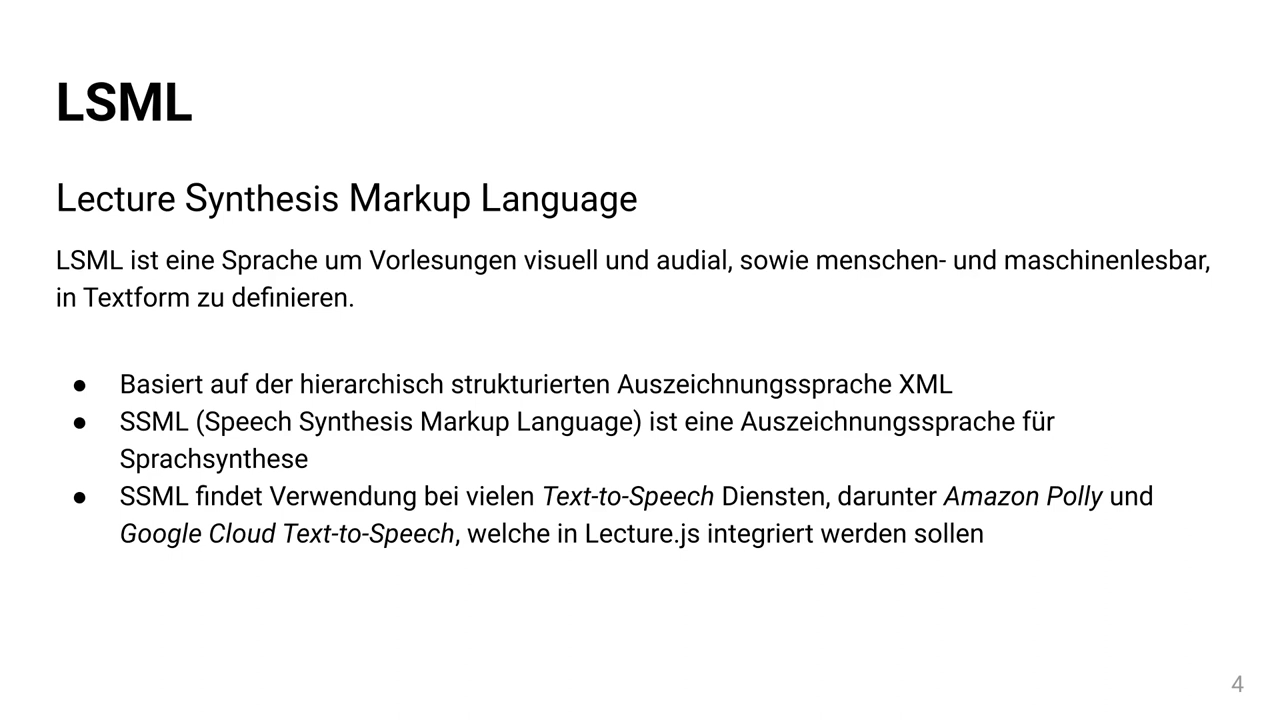 LSML
Lecture Synthesis Markup Language
LSML ist eine Sprache um Vorlesungen visuell und audial, sowie menschen- und maschinenlesbar,
in Textform zu definieren.
● Basiert auf der hierarchisch strukturierten Auszeichnungssprache XML
● SSML (Speech Synthesis Markup Language) ist eine Auszeichnungssprache für
Sprachsynthese
● SSML findet Verwendung bei vielen Text-to-Speech Diensten, darunter Amazon Polly und
Google Cloud Text-to-Speech, welche in Lecture.js integriert werden sollen
4